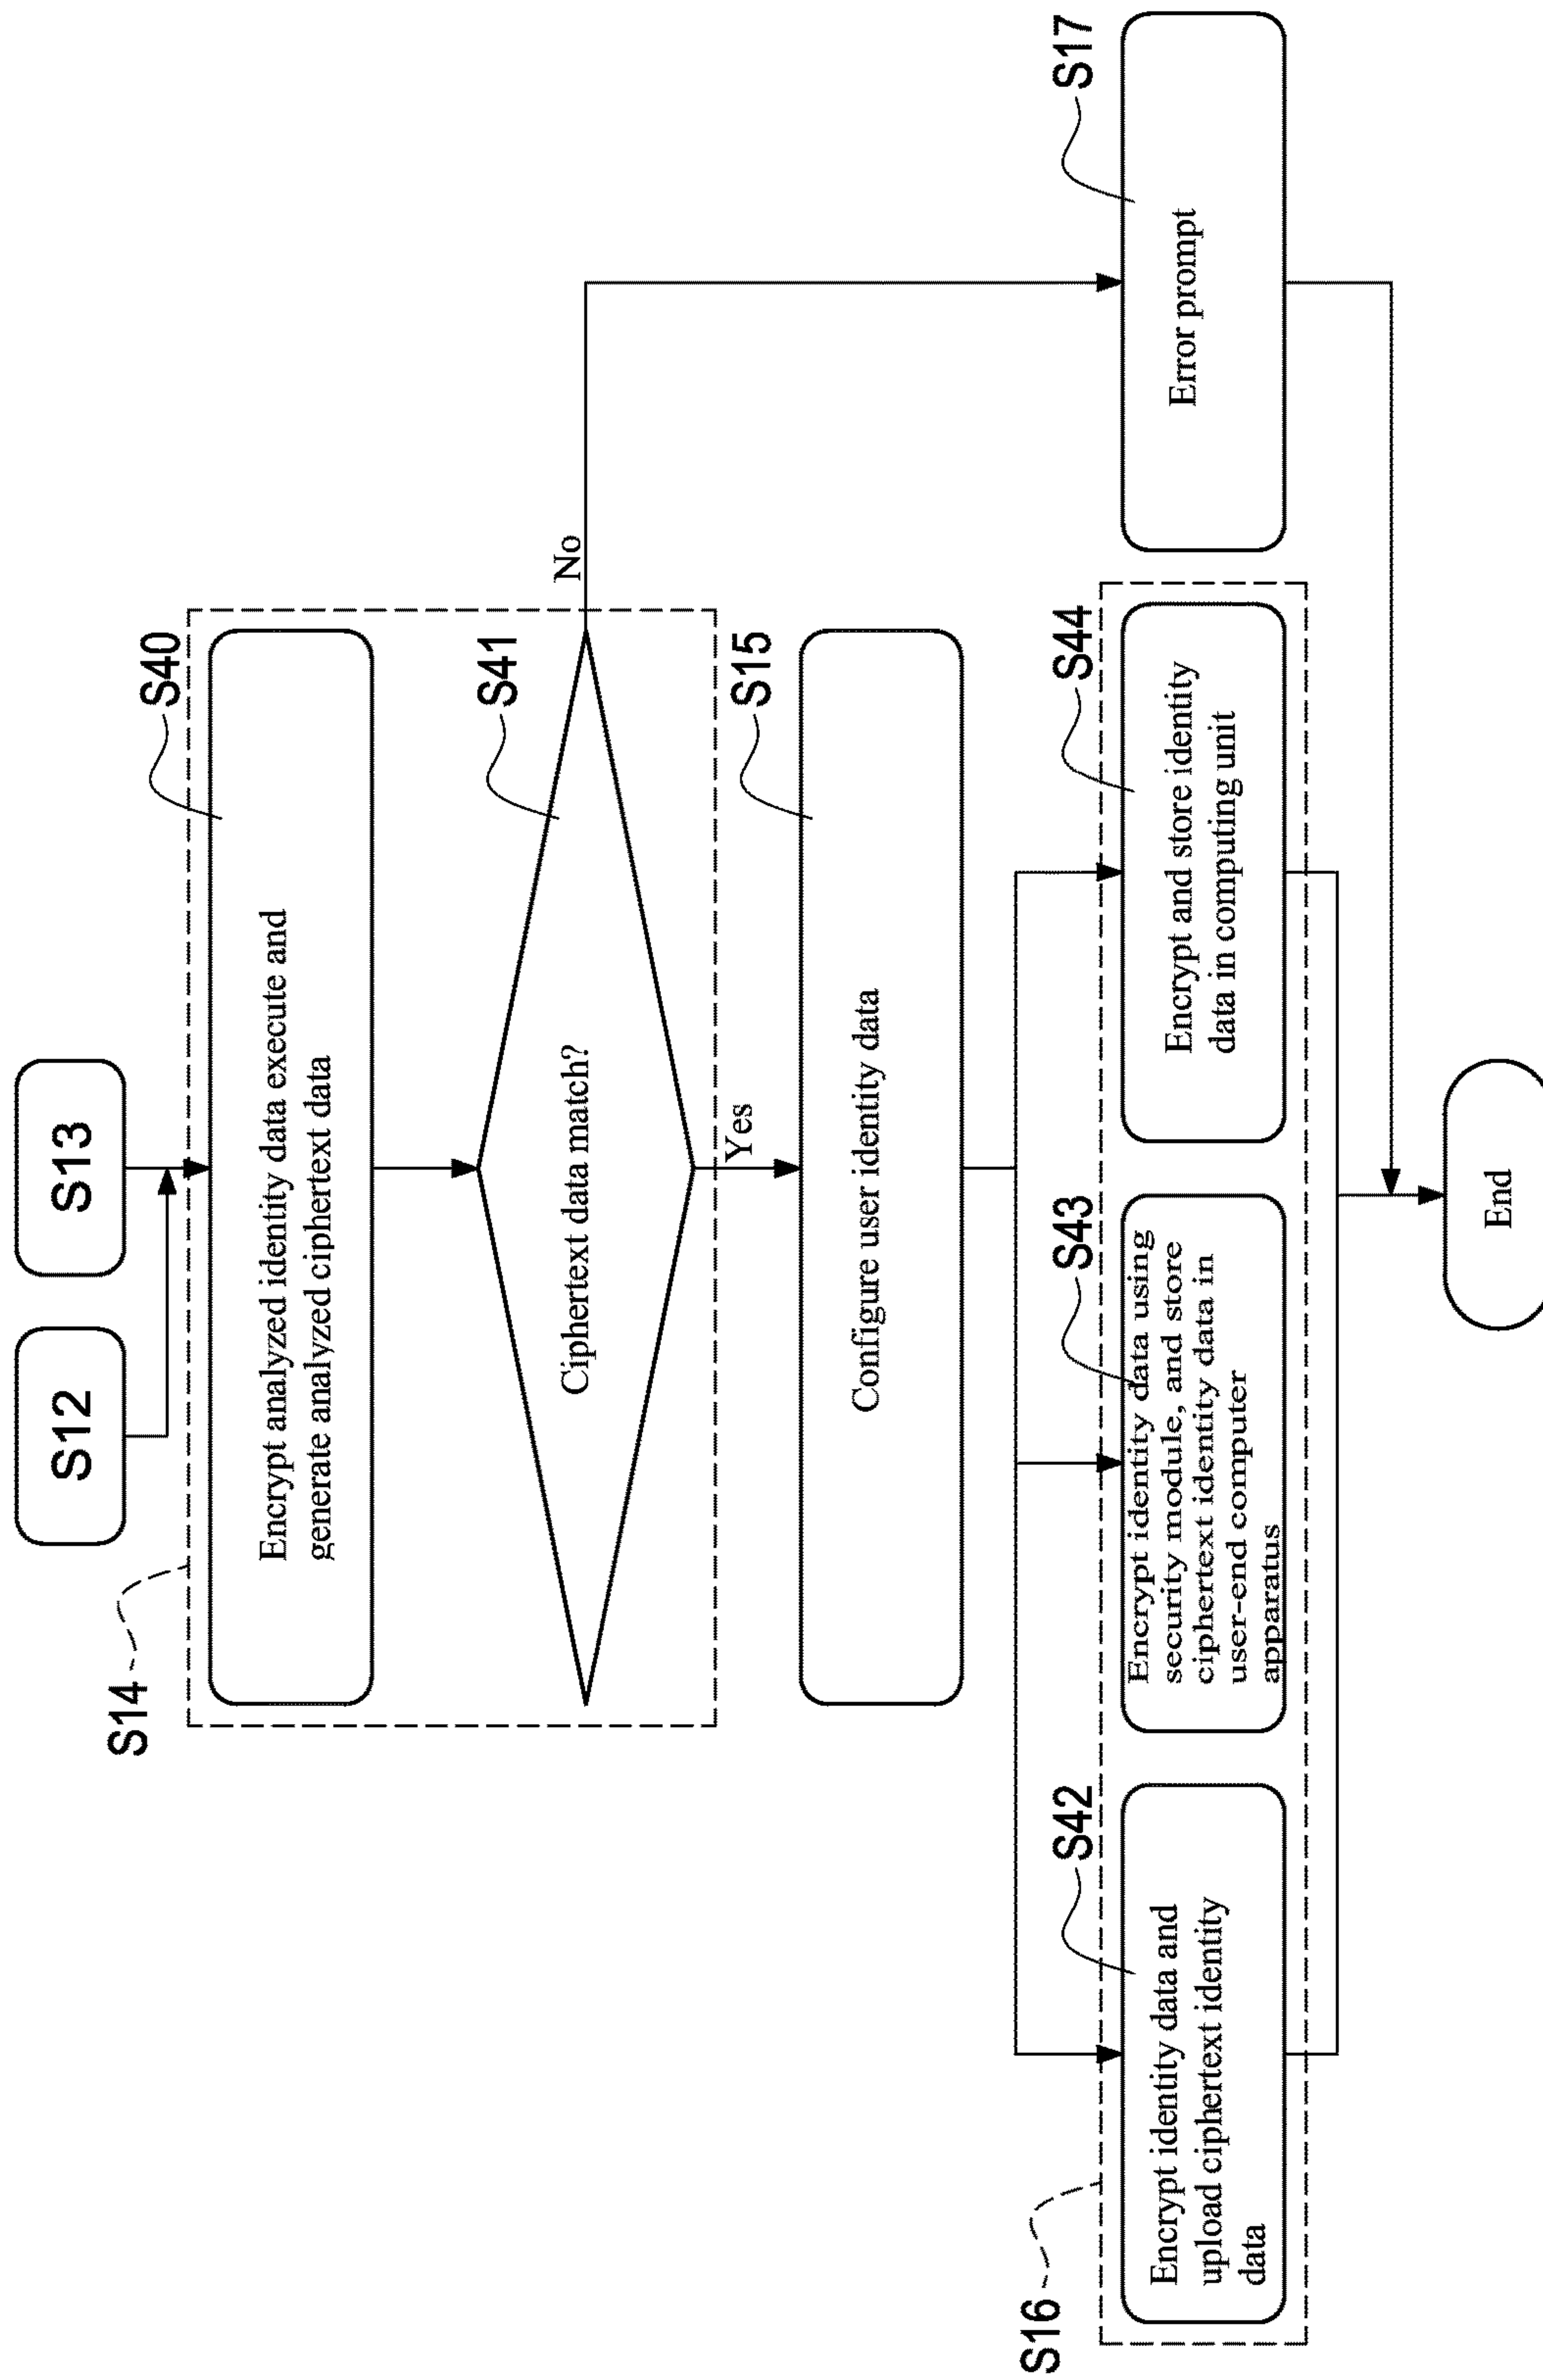 S12
S13
S14
S40
Encrypt analyzed identity data execute and
generate analyzed ciphertext data
S41
Ciphertext data match?
No
Yes
S15
Configure user identity data
S16
S42
Encrypt identity data and
upload ciphertext identity
data
S43
Encrypt identity data using
security module, and store
ciphertext identity data in
user-end computer
apparatus
S44
Encrypt and store identity
data in computing unit
S17
Error prompt
End